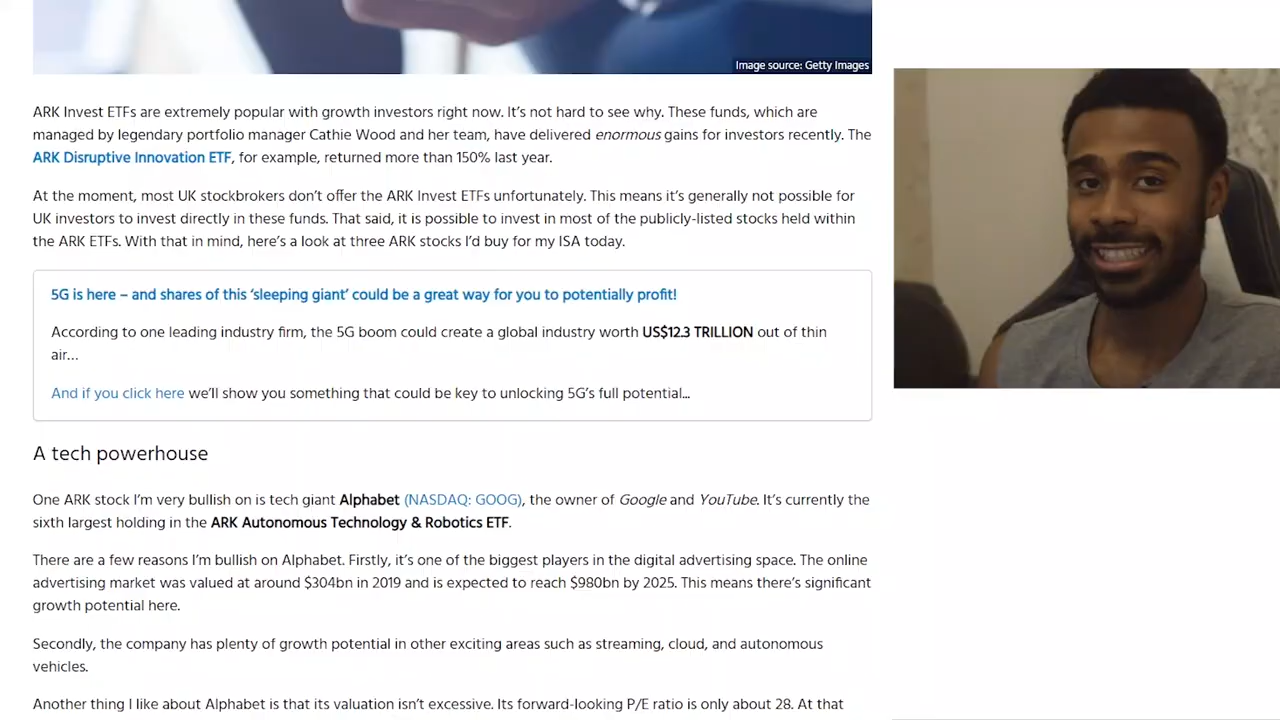 Image source: Getty Images
ARK Invest ETFs are extremely popular with growth investors right now. It’s not hard to see why. These funds, which are
managed by legendary portfolio manager Cathie Wood and her team, have delivered enormous gains for investors recently. The
ARK Disruptive Innovation ETF, for example, returned more than 150% last year.
At the moment, most UK stockbrokers don’t offer the ARK Invest ETFs unfortunately. This means it’s generally not possible for
UK investors to invest directly in these funds. That said, it is possible to invest in most of the publicly-listed stocks held within
the ARK ETFs. With that in mind, here’s a look at three ARK stocks I’d buy for my ISA today.
5G is here – and shares of this ‘sleeping giant’ could be a great way for you to potentially profit!
According to one leading industry firm, the 5G boom could create a global industry worth US$12.3 TRILLION out of thin
air…
And if you click here we’ll show you something that could be key to unlocking 5G’s full potential...
A tech powerhouse
One ARK stock I’m very bullish on is tech giant Alphabet (NASDAQ: GOOG), the owner of Google and YouTube. It’s currently the
sixth largest holding in the ARK Autonomous Technology & Robotics ETF.
There are a few reasons I’m bullish on Alphabet. Firstly, it’s one of the biggest players in the digital advertising space. The online
advertising market was valued at around $304bn in 2019 and is expected to reach $980bn by 2025. This means there’s significant
growth potential here.
Secondly, the company has plenty of growth potential in other exciting areas such as streaming, cloud, and autonomous
vehicles.
Another thing I like about Alphabet is that its valuation isn’t excessive. Its forward-looking P/E ratio is only about 28. At that